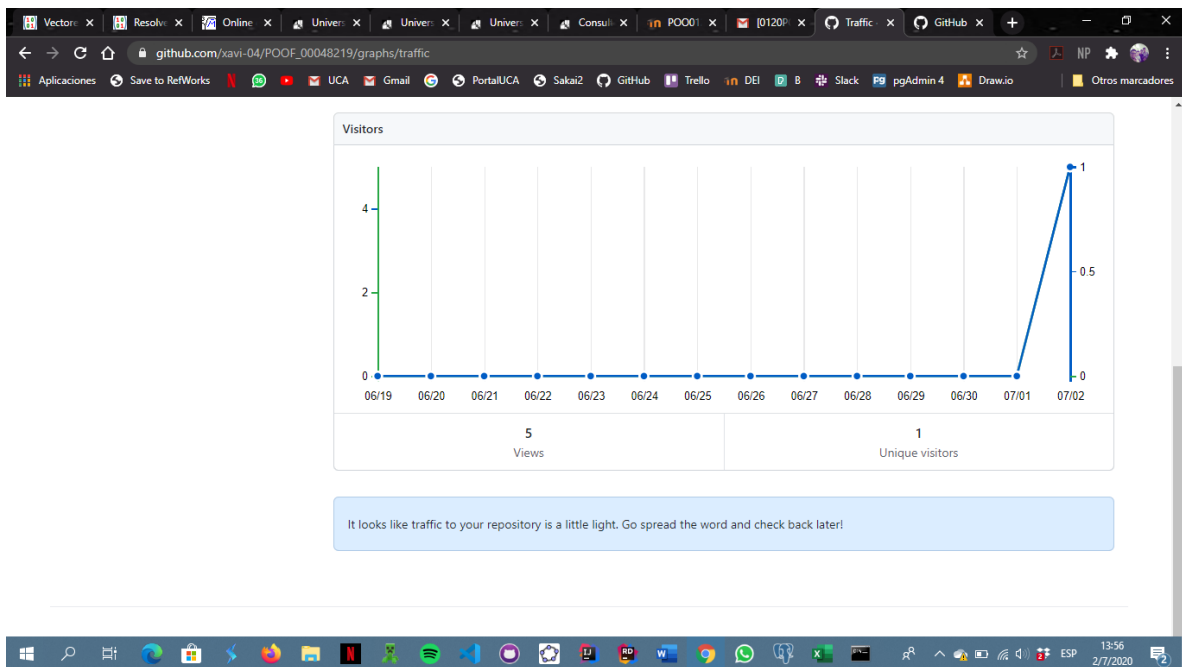 Vectore
Resolve
Online
Univers
Univers
Univers
Consult
POO01
[0120P
Traffic
GitHub
github.com/xavi-04/POOF_00048219/graphs/traffic
NP
Aplicaciones
Save to RefWorks
36
UCA
Gmail
PortalUCA
Sakai2
GitHub
Trello
DEI
B
Slack
pgAdmin 4
Draw.io
Otros marcadores
Visitors
4
2
0
1
0.5
0
06/19 06/20 06/21 06/22 06/23 06/24 06/25 06/26 06/27 06/28 06/29 06/30 07/01 07/02
5
Views
1
Unique visitors
It looks like traffic to your repository is a little light. Go spread the word and check back later!
ESP
13:56
2/7/2020
2